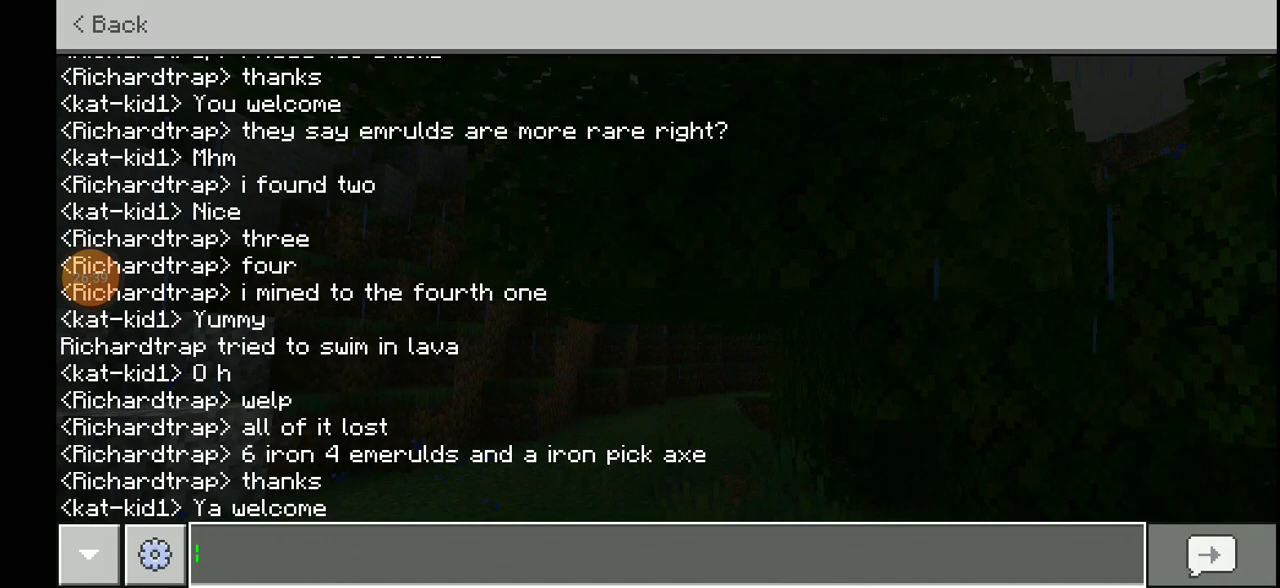 < Back
<Richardtrap> thanks
<kat-kid1> You welcome
<Richardtrap> they say emrulds are more rare right?
<kat-kid1> Mhm
<Richardtrap> i found two
<kat-kid1> Nice
<Richardtrap> three
<Richardtrap> four
<Richardtrap> i mined to the fourth one
<kat-kid1> Yummy
Richardtrap tried to swim in lava
<kat-kid1> O h
<Richardtrap> welp
<Richardtrap> all of it lost
<Richardtrap> 6 iron 4 emerulds and a iron pick axe
<Richardtrap> thanks
<kat-kid1> Ya welcome